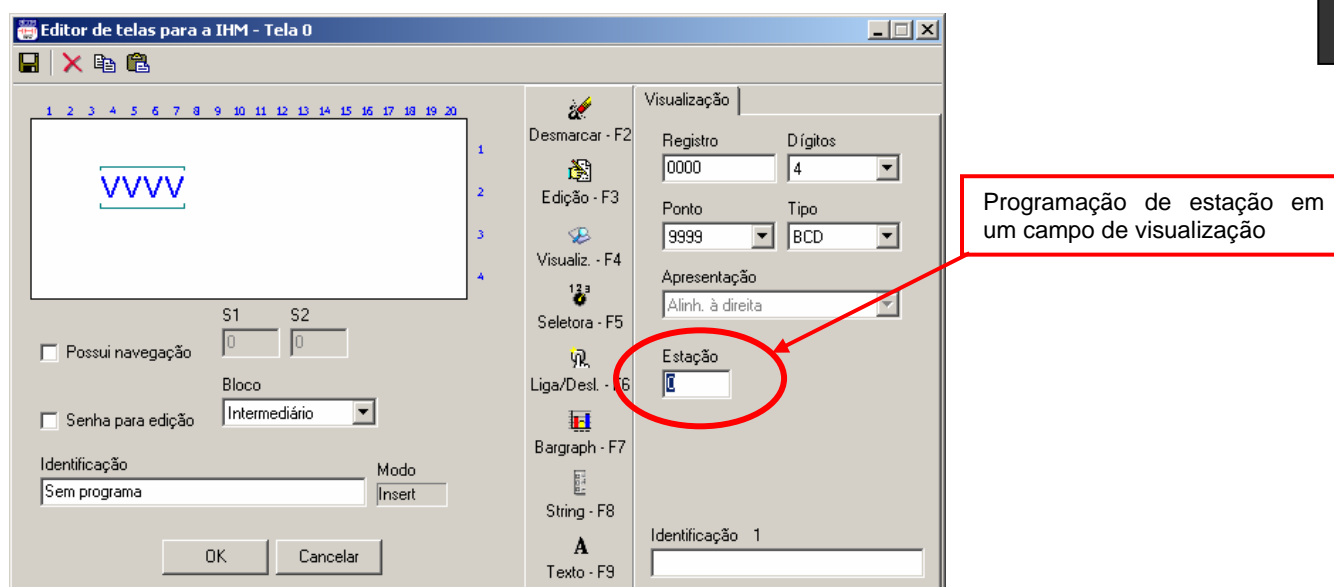 Editor de telas para a IHM - Tela 0
1 2 3 4 5 6 7 8 9 10 11 12 13 14 15 16 17 18 19 20
1
VVVV
2
3
4
S1 S2
0 0
Possui navegação
Bloco
Senha para edição
Intermediário
Identificação
Modo
Sem programa
Insert
OK Cancelar
Desmarcar - F2
Edição - F3
Visualiz. - F4
123
Seletora - F5
Liga/Desl. - F6
Bargraph - F7
String - F8
A
Texto - F9
Visualização
Registro Dígitos
0000 4
Ponto Tipo
9999 BCD
Apresentação
Alinh. à direita
Estação
0
Identificação 1
Programação de estação em
um campo de visualização